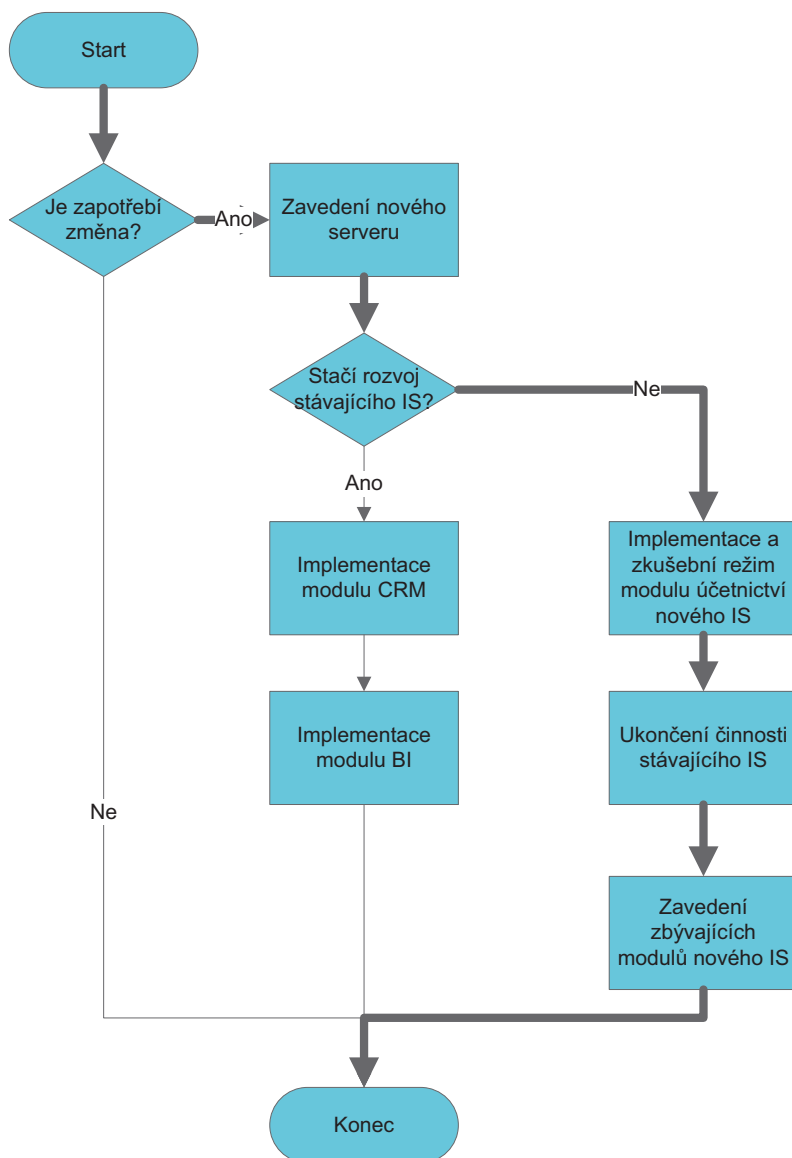 Start
Je zapotřebí
změna?
Ano
Zavedení nového
serveru
Stačí rozvoj
stávajícího IS?
Ne
Ano
Implementace
modulu CRM
Implementace a
zkušební režim
modulu účetnictví
nového IS
Implementace
modulu BI
Ukončení činnosti
stávajícího IS
Ne
Zavedení
zbývajících
modulů nového IS
Konec